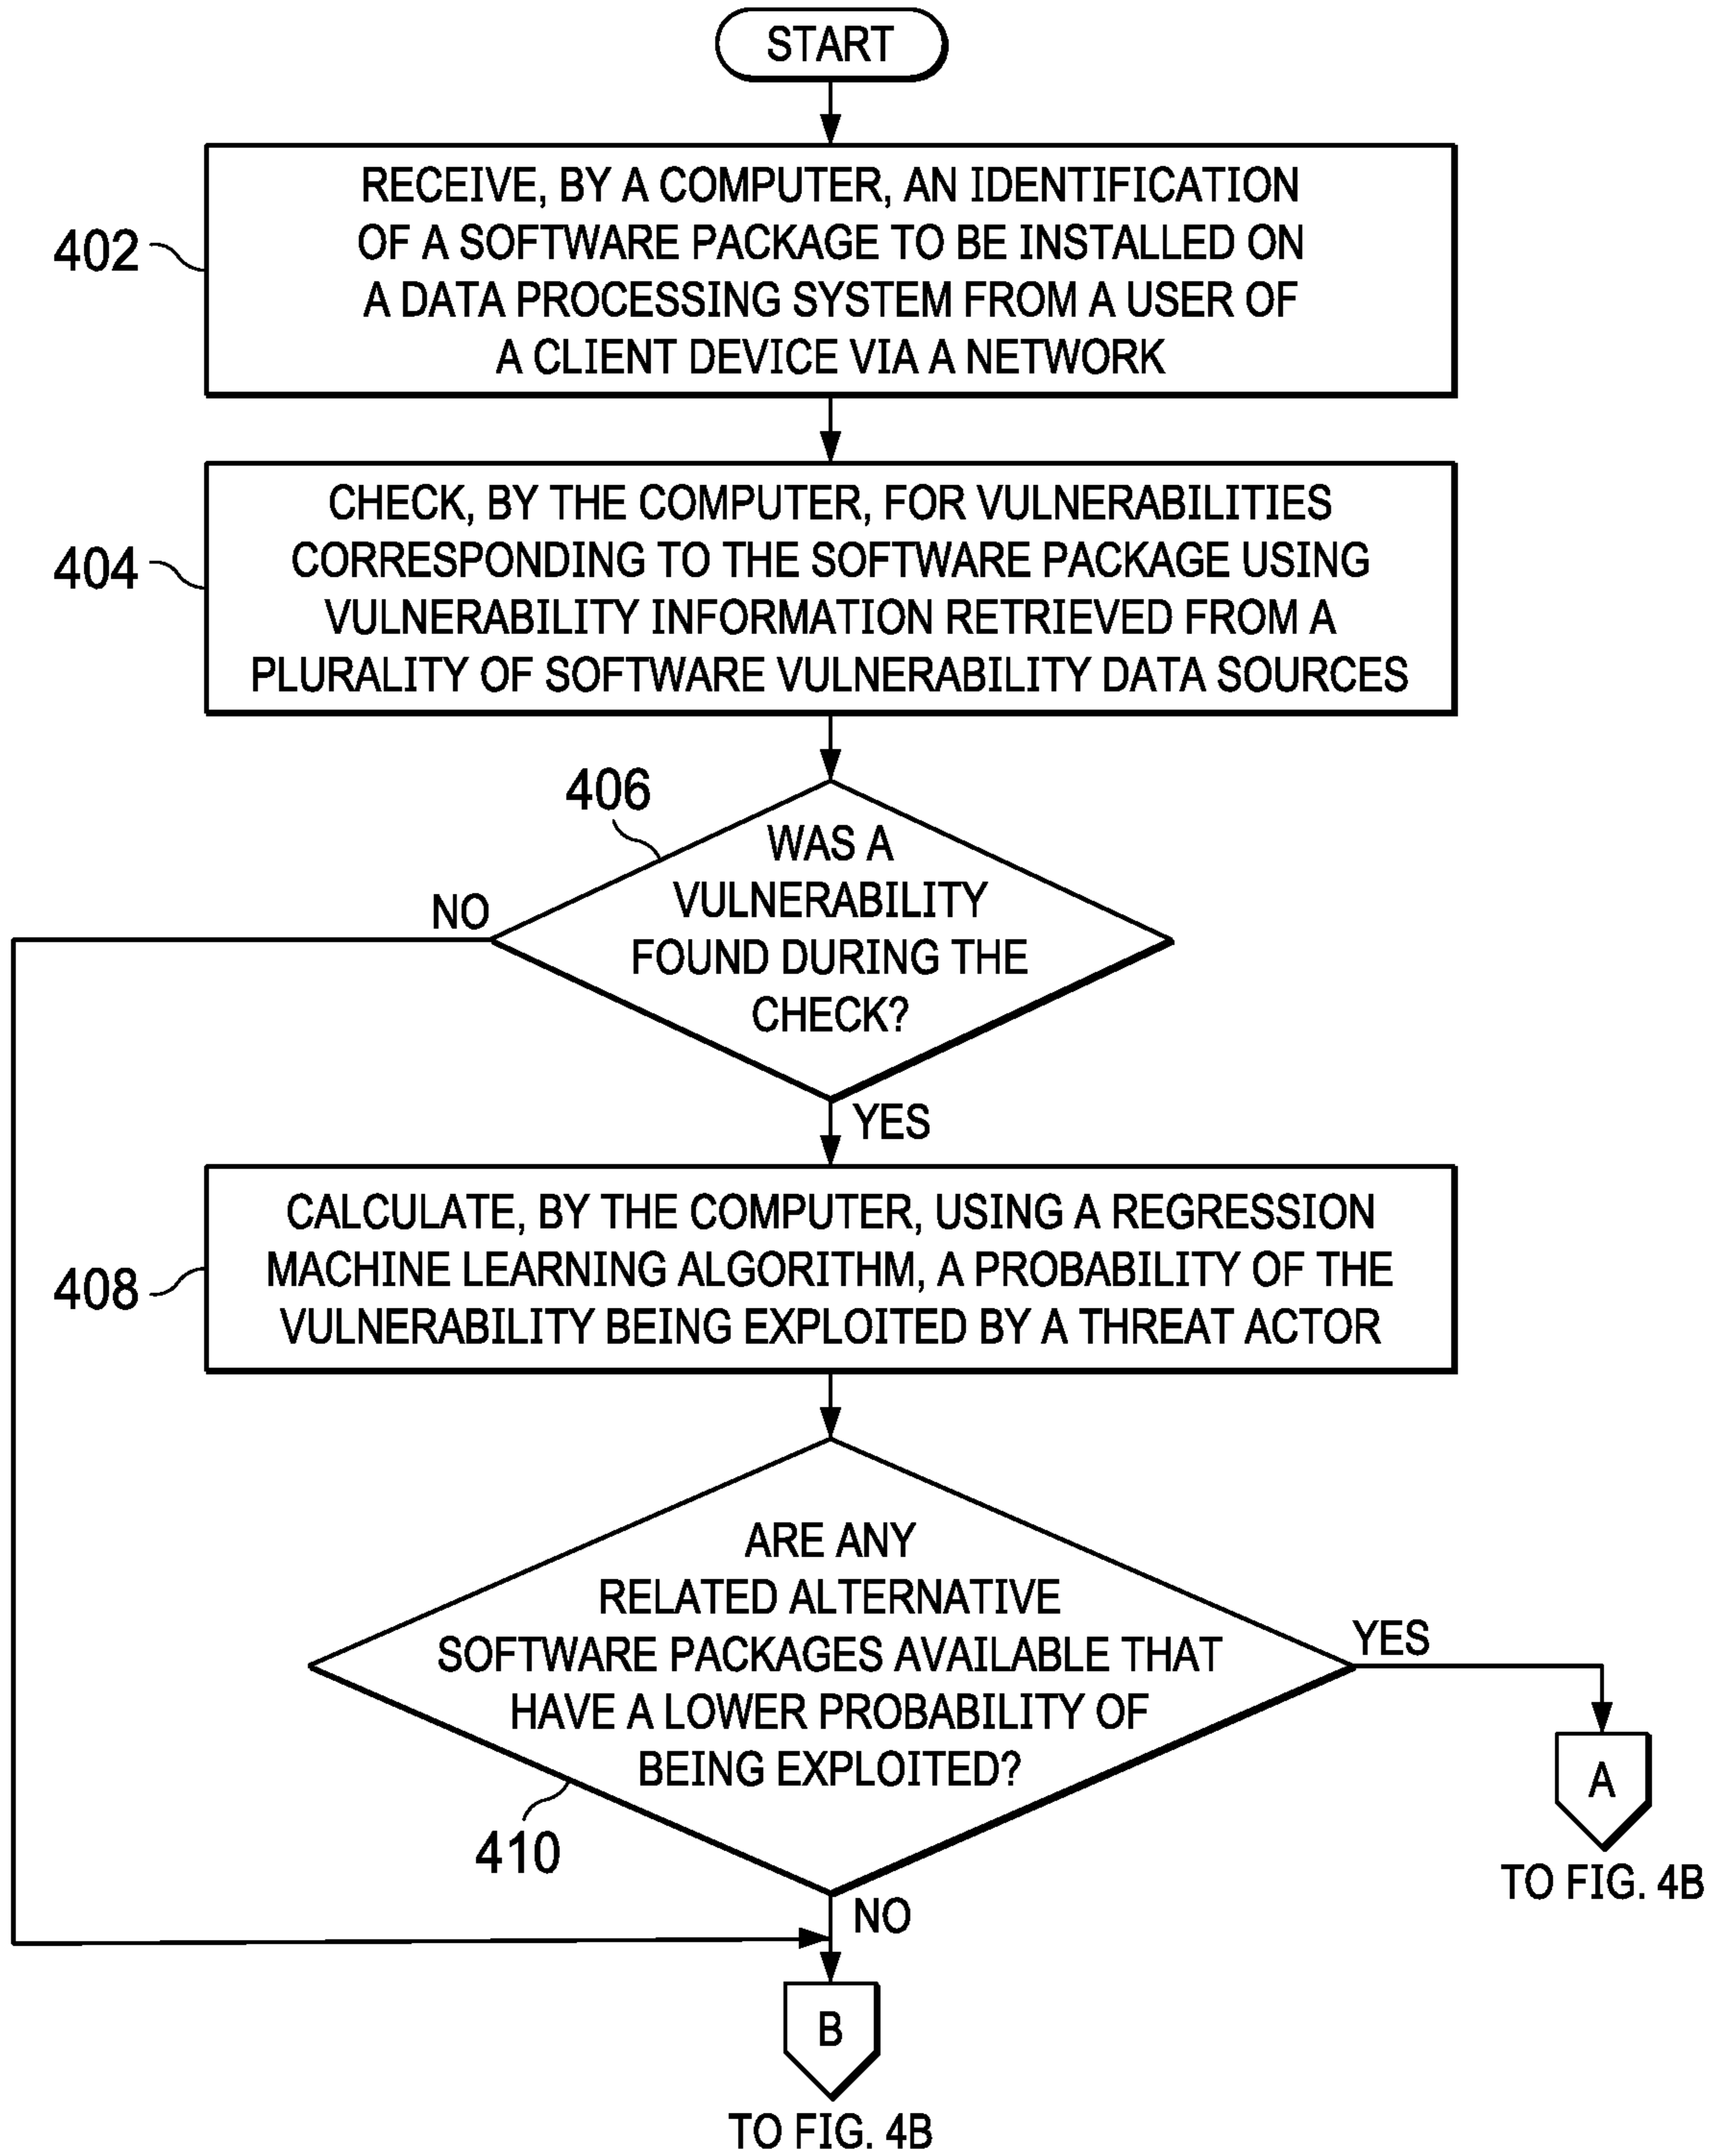 START
RECEIVE, BY A COMPUTER, AN IDENTIFICATION
OF A SOFTWARE PACKAGE TO BE INSTALLED ON
A DATA PROCESSING SYSTEM FROM A USER OF
A CLIENT DEVICE VIA A NETWORK
402
CHECK, BY THE COMPUTER, FOR VULNERABILITIES
CORRESPONDING TO THE SOFTWARE PACKAGE USING
VULNERABILITY INFORMATION RETRIEVED FROM A
PLURALITY OF SOFTWARE VULNERABILITY DATA SOURCES
404
406
WAS A
VULNERABILITY
FOUND DURING THE
CHECK?
NO
YES
CALCULATE, BY THE COMPUTER, USING A REGRESSION
MACHINE LEARNING ALGORITHM, A PROBABILITY OF THE
VULNERABILITY BEING EXPLOITED BY A THREAT ACTOR
408
ARE ANY
RELATED ALTERNATIVE
SOFTWARE PACKAGES AVAILABLE THAT
HAVE A LOWER PROBABILITY OF
BEING EXPLOITED?
YES
410
A
TO FIG. 4B
NO
B
TO FIG. 4B